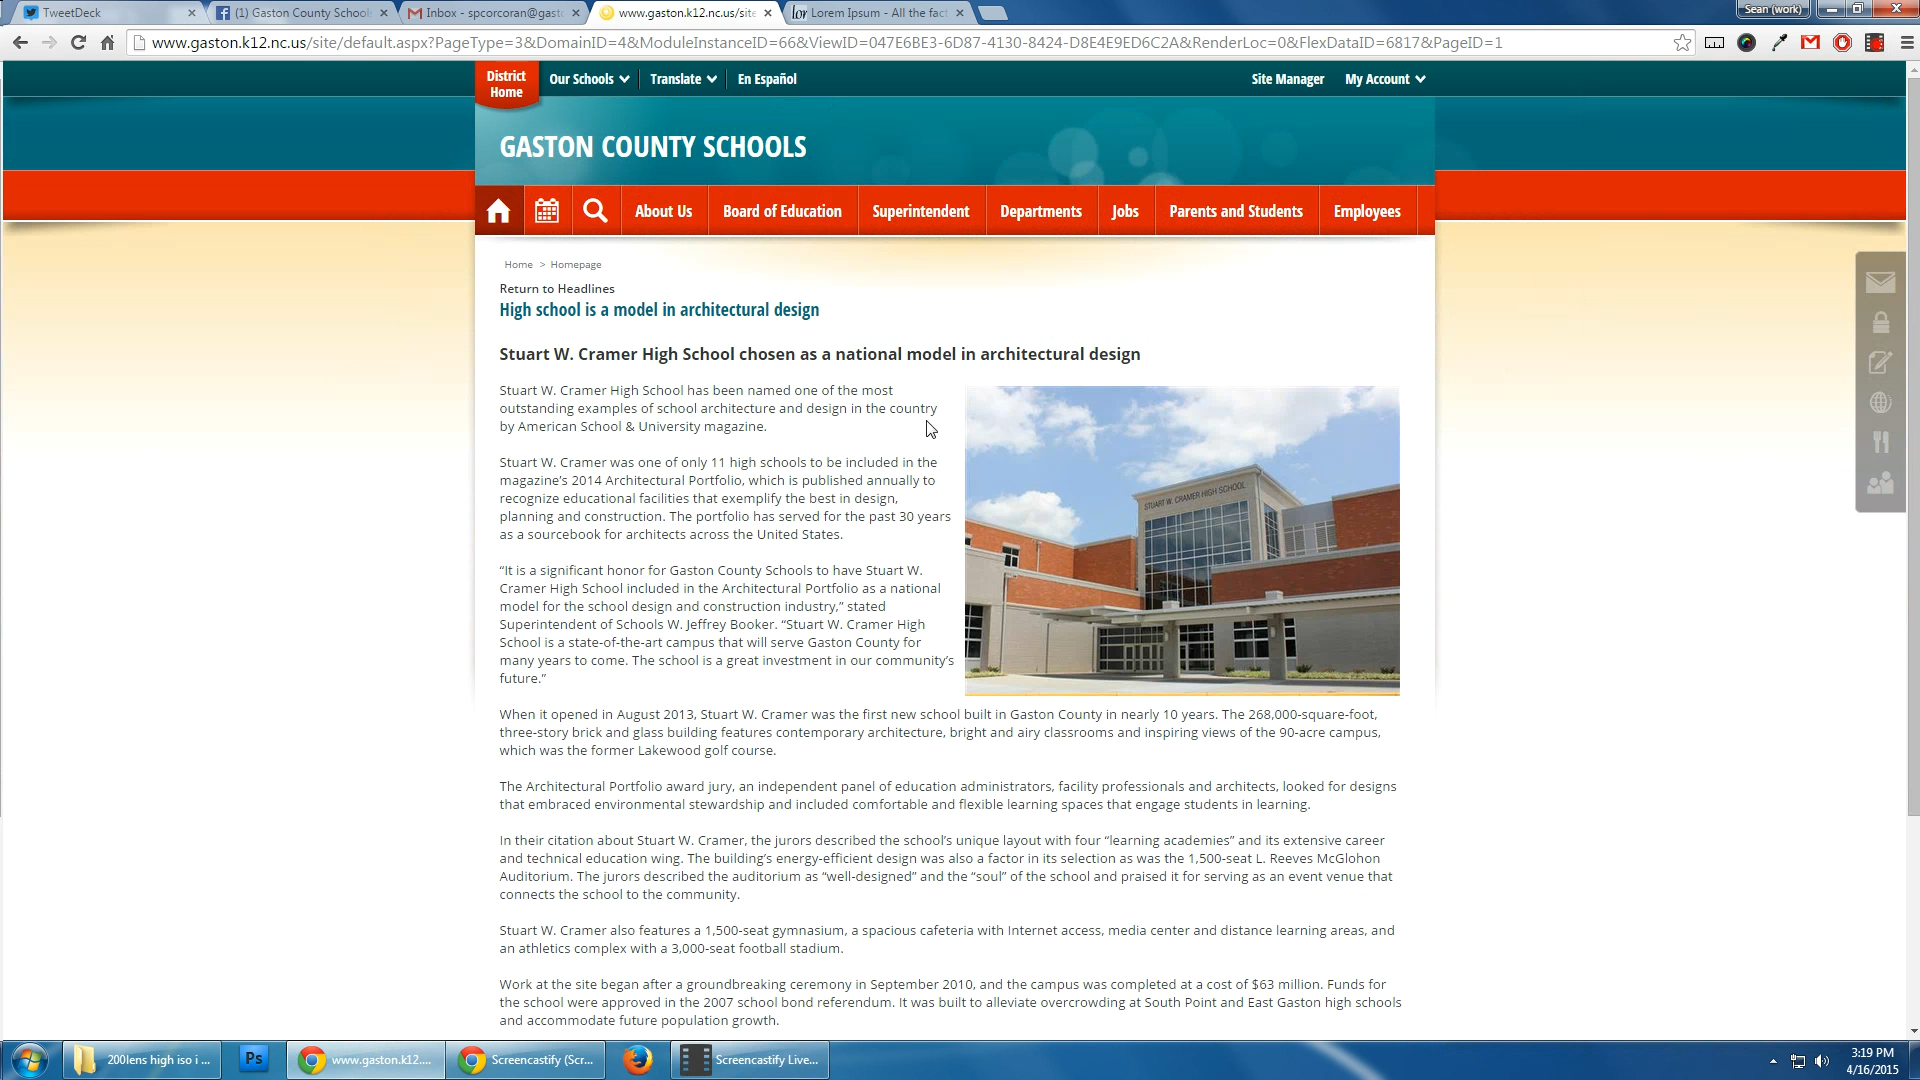 TweetDeck
(1) Gaston County Schools
Inbox - spcorcoran@gast
www.gaston.k12.nc.us/site
Lorem Ipsum - All the fact
Sean (work)
www.gaston.k12.nc.us/site/default.aspx?PageType=3&DomainID=4&ModuleInstanceID=66&ViewID=047E6BE3-6D87-4130-8424-D8E4E9ED6C2A&RenderLoc=0&FlexDataID=6817&PageID=1
District Home
Our Schools
Translate
En Español
Site Manager
My Account
GASTON COUNTY SCHOOLS
About Us
Board of Education
Superintendent
Departments
Jobs
Parents and Students
Employees
Home > Homepage
Return to Headlines
High school is a model in architectural design
Stuart W. Cramer High School chosen as a national model in architectural design
Stuart W. Cramer High School has been named one of the most
outstanding examples of school architecture and design in the country
by American School & University magazine.
Stuart W. Cramer was one of only 11 high schools to be included in the
magazine's 2014 Architectural Portfolio, which is published annually to
recognize educational facilities that exemplify the best in design,
planning and construction. The portfolio has served for the past 30 years
as a sourcebook for architects across the United States.
“It is a significant honor for Gaston County Schools to have Stuart W.
Cramer High School included in the Architectural Portfolio as a national
model for the school design and construction industry,” stated
Superintendent of Schools W. Jeffrey Booker. “Stuart W. Cramer High
School is a state-of-the-art campus that will serve Gaston County for
many years to come. The school is a great investment in our community’s
future.”
STUART W. CRAMER HIGH SCHOOL
When it opened in August 2013, Stuart W. Cramer was the first new school built in Gaston County in nearly 10 years. The 268,000-square-foot,
three-story brick and glass building features contemporary architecture, bright and airy classrooms and inspiring views of the 90-acre campus,
which was the former Lakewood golf course.
The Architectural Portfolio award jury, an independent panel of education administrators, facility professionals and architects, looked for designs
that embraced environmental stewardship and included comfortable and flexible learning spaces that engage students in learning.
In their citation about Stuart W. Cramer, the jurors described the school’s unique layout with four “learning academies” and its extensive career
and technical education wing. The building’s energy-efficient design was also a factor in its selection as was the 1,500-seat L. Reeves McGlohon
Auditorium. The jurors described the auditorium as “well-designed” and the “soul” of the school and praised it for serving as an event venue that
connects the school to the community.
Stuart W. Cramer also features a 1,500-seat gymnasium, a spacious cafeteria with Internet access, media center and distance learning areas, and
an athletics complex with a 3,000-seat football stadium.
Work at the site began after a groundbreaking ceremony in September 2010, and the campus was completed at a cost of $63 million. Funds for
the school were approved in the 2007 school bond referendum. It was built to alleviate overcrowding at South Point and East Gaston high schools
and accommodate future population growth.
200lens high iso i ...
Ps
www.gaston.k12....
Screencastify (Scr...
Screencastify Live...
3:19 PM
4/16/2015